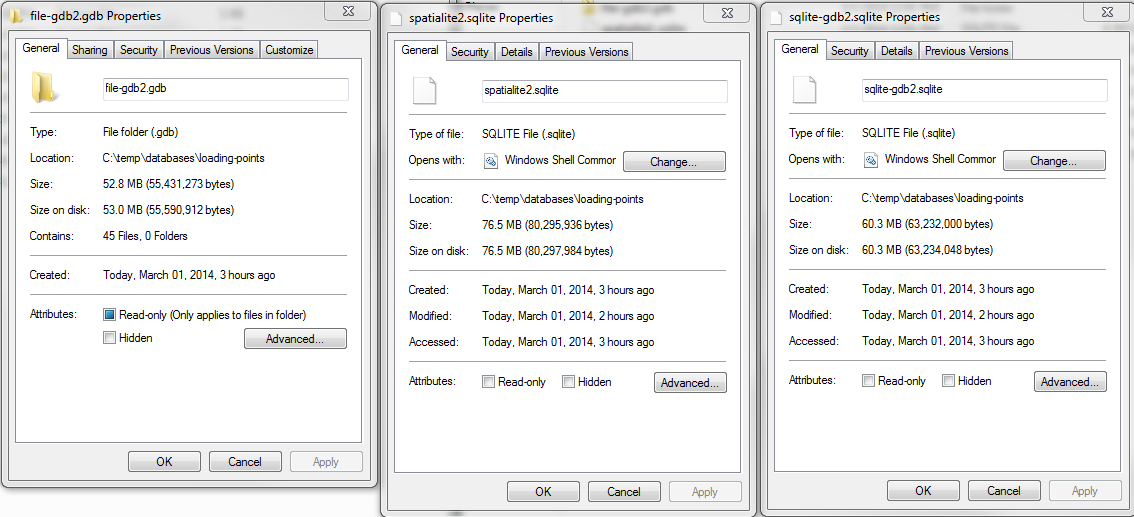 file-gdb2.gdb Properties
General Sharing Security Previous Versions Customize
file-gdb2.gdb
Type: File folder (.gdb)
Location: C:\temp\databases\loading-points
Size: 52.8 MB (55,431,273 bytes)
Size on disk: 53.0 MB (55,590,912 bytes)
Contains: 45 Files, 0 Folders
Created: Today, March 01, 2014, 3 hours ago
Attributes: Read-only (Only applies to files in folder)
Hidden Advanced...
OK Cancel Apply
spatialite2.sqlite Properties
General Security Details Previous Versions
spatialite2.sqlite
Type of file: SQLITE File (.sqlite)
Opens with: Windows Shell Commor Change...
Location: C:\temp\databases\loading-points
Size: 76.5 MB (80,295,936 bytes)
Size on disk: 76.5 MB (80,297,984 bytes)
Created: Today, March 01, 2014, 3 hours ago
Modified: Today, March 01, 2014, 2 hours ago
Accessed: Today, March 01, 2014, 3 hours ago
Attributes: Read-only Hidden Advanced...
OK Cancel Apply
sqlite-gdb2.sqlite Properties
General Security Details Previous Versions
sqlite-gdb2.sqlite
Type of file: SQLITE File (.sqlite)
Opens with: Windows Shell Commor Change...
Location: C:\temp\databases\loading-points
Size: 60.3 MB (63,232,000 bytes)
Size on disk: 60.3 MB (63,234,048 bytes)
Created: Today, March 01, 2014, 3 hours ago
Modified: Today, March 01, 2014, 2 hours ago
Accessed: Today, March 01, 2014, 3 hours ago
Attributes: Read-only Hidden Advanced...
OK Cancel Apply